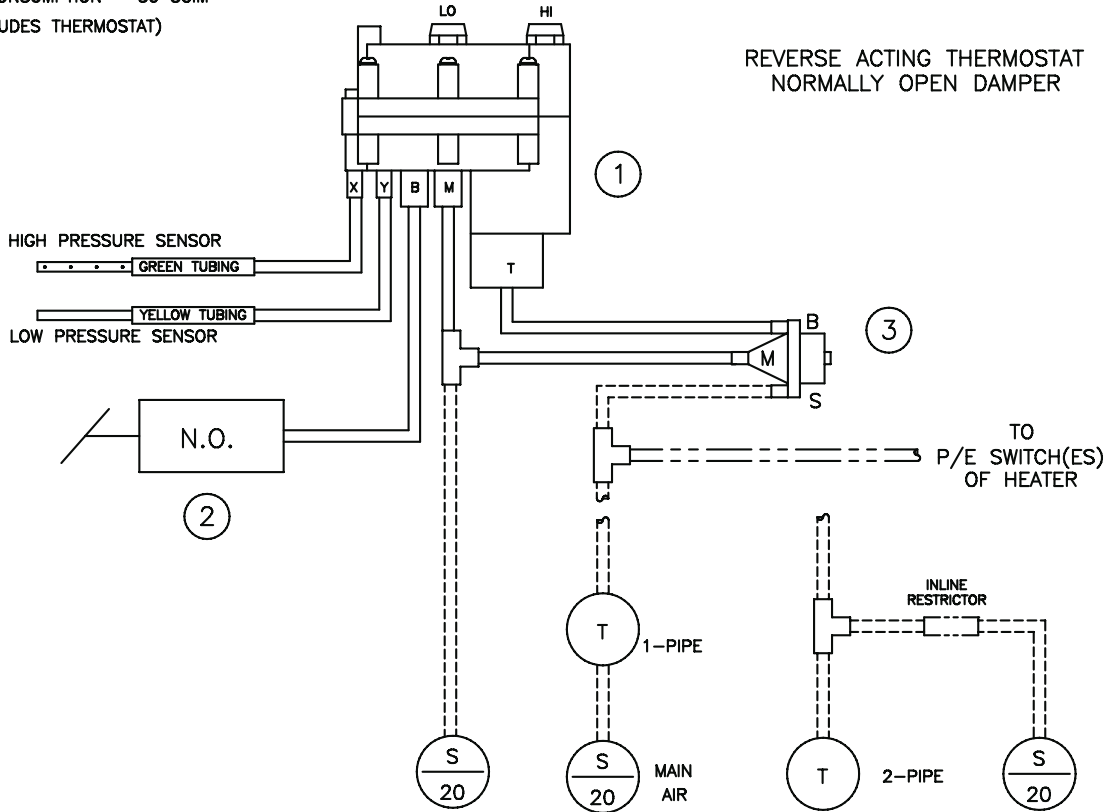 UDES THERMOSTAT)
LO
HI
REVERSE ACTING THERMOSTAT
NORMALLY OPEN DAMPER
1
X
Y
B
M
T
HIGH PRESSURE SENSOR
GREEN TUBING
YELLOW TUBING
LOW PRESSURE SENSOR
B
M
S
3
N.O.
2
TO
P/E SWITCH(ES)
OF HEATER
INLINE
RESTRICTOR
T
1-PIPE
S
20
S
20
MAIN
AIR
T
2-PIPE
S
20